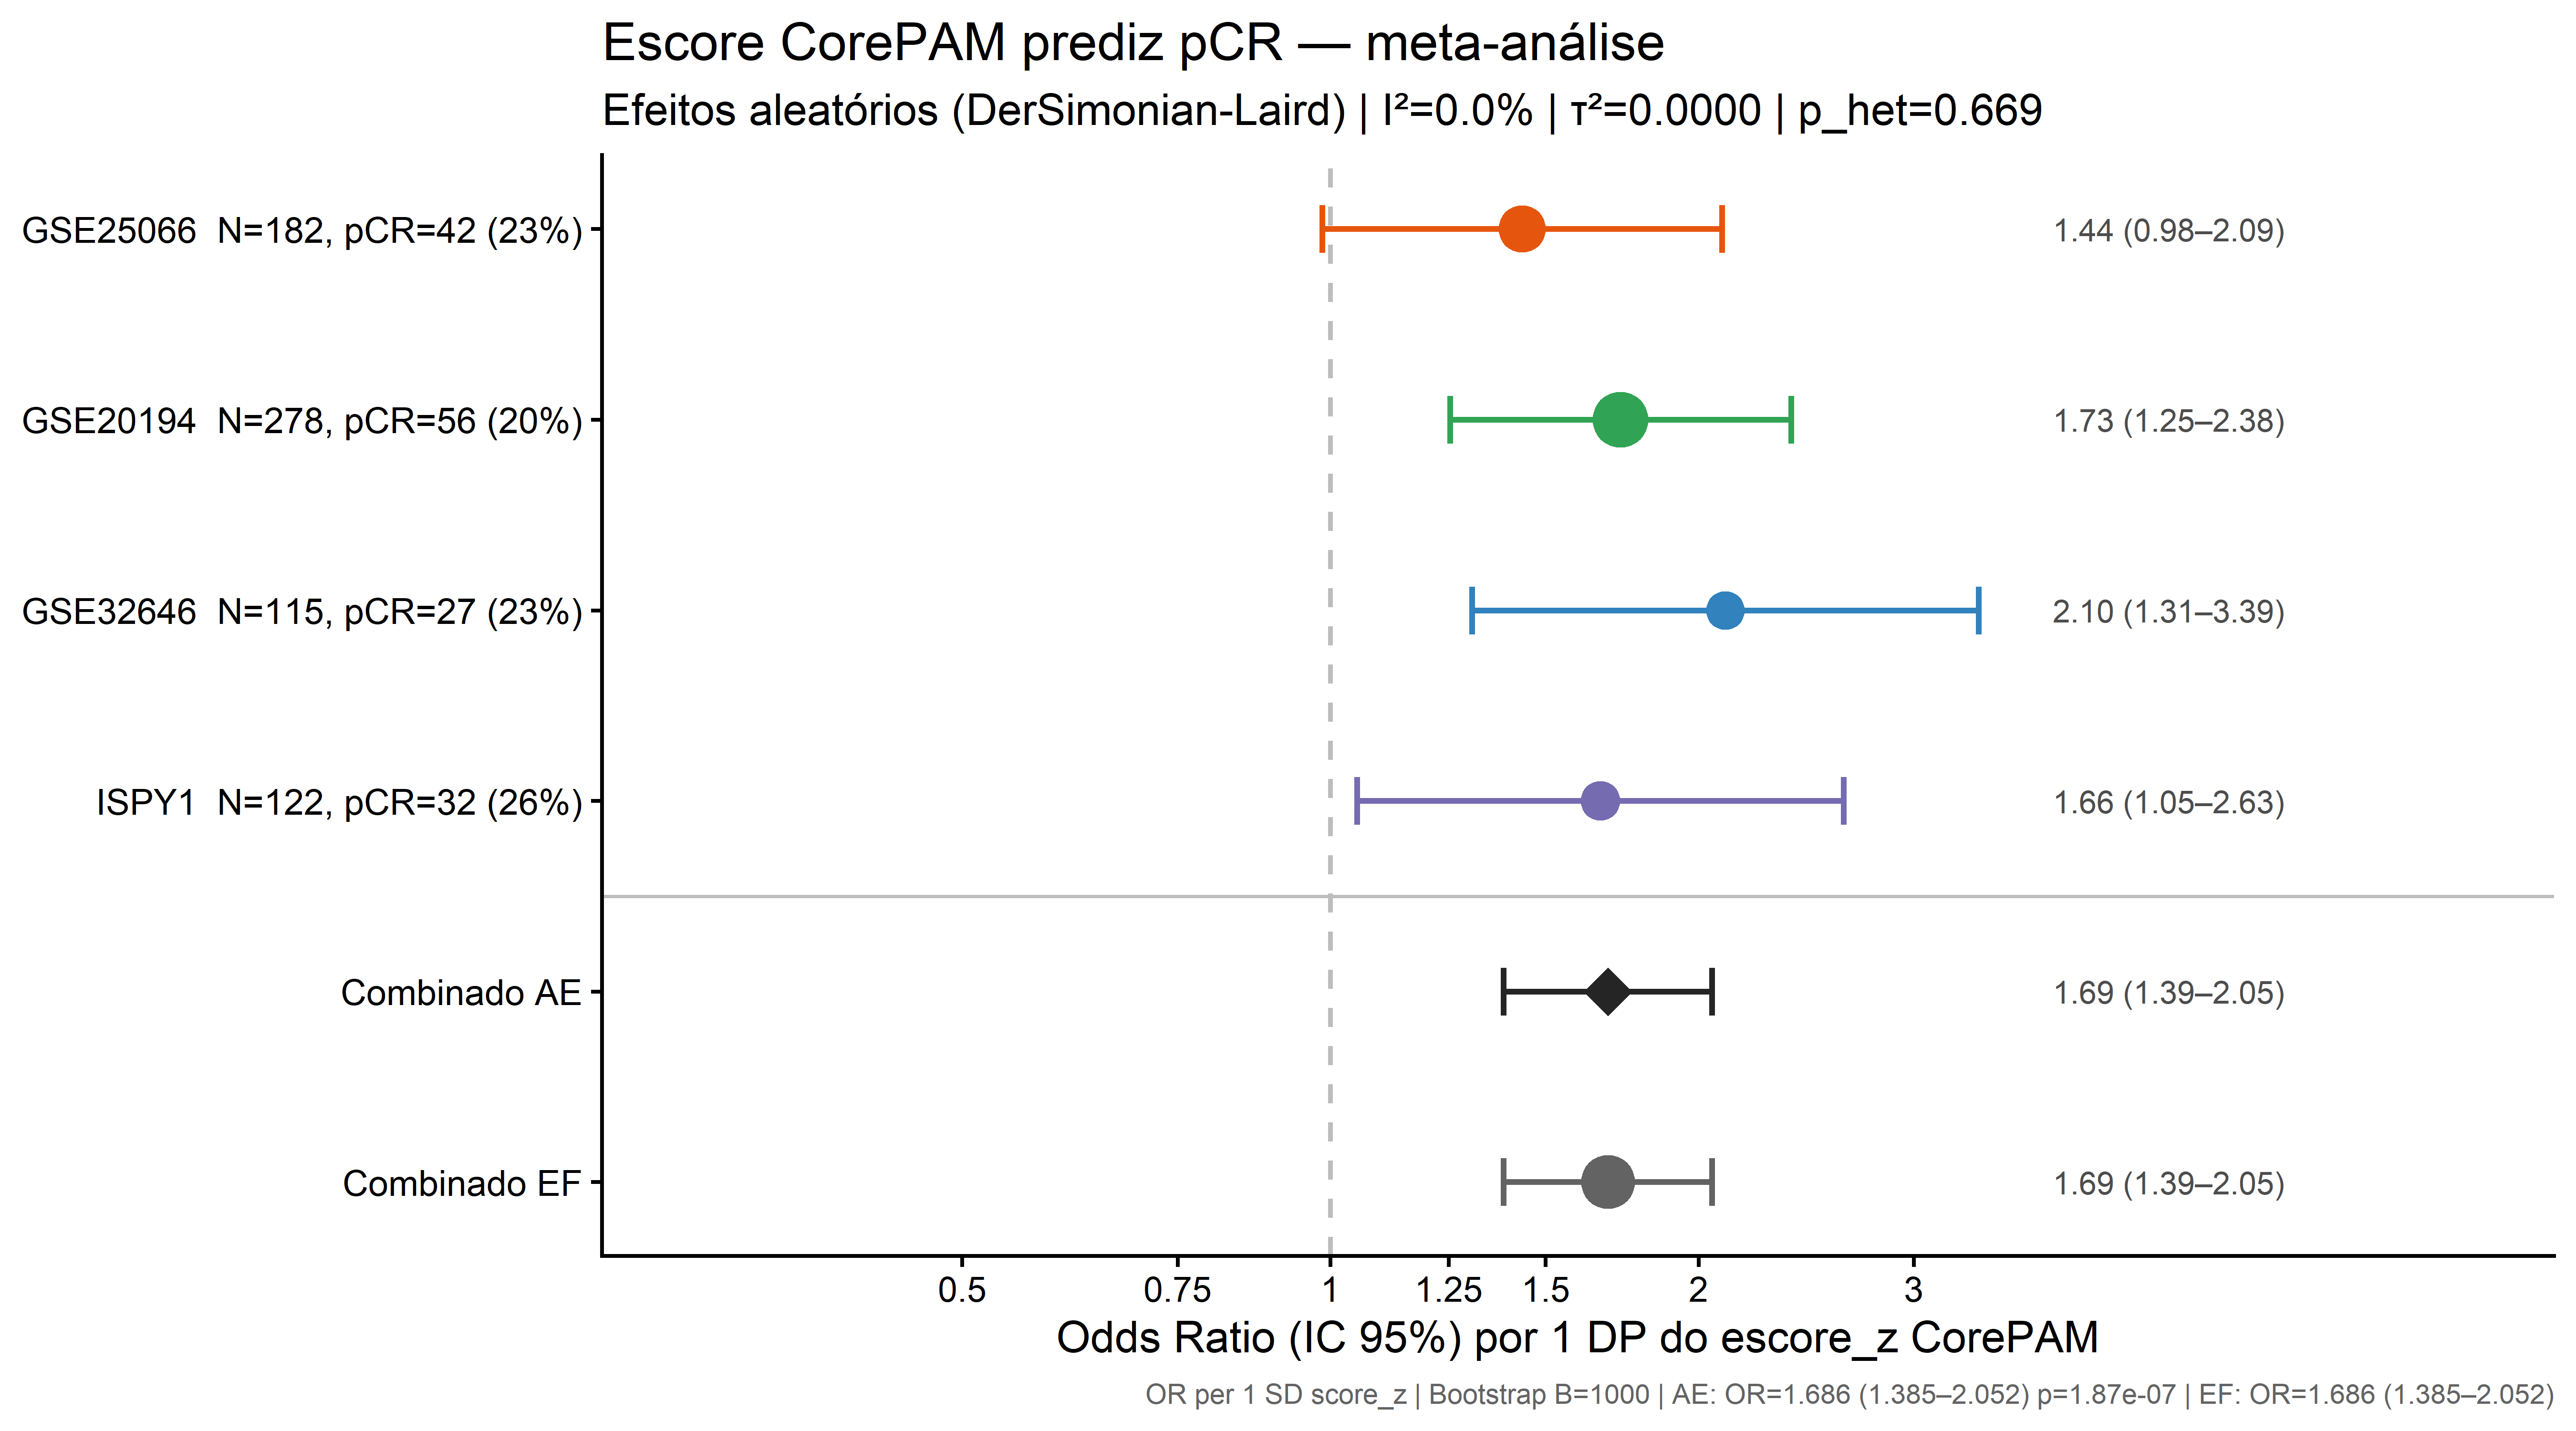 Escore CorePAM prediz pCR — meta-análise
Efeitos aleatórios (DerSimonian-Laird) | I²=0.0% | τ²=0.0000 | p_het=0.669
GSE25066  N=182, pCR=42 (23%) 1.44 (0.98–2.09)
GSE20194  N=278, pCR=56 (20%) 1.73 (1.25–2.38)
GSE32646  N=115, pCR=27 (23%) 2.10 (1.31–3.39)
ISPY1  N=122, pCR=32 (26%) 1.66 (1.05–2.63)
Combinado AE 1.69 (1.39–2.05)
Combinado EF 1.69 (1.39–2.05)
0.5 0.75 1 1.25 1.5 2 3
Odds Ratio (IC 95%) por 1 DP do escore_z CorePAM
OR per 1 SD score_z | Bootstrap B=1000 | AE: OR=1.686 (1.385–2.052) p=1.87e-07 | EF: OR=1.686 (1.385–2.052)